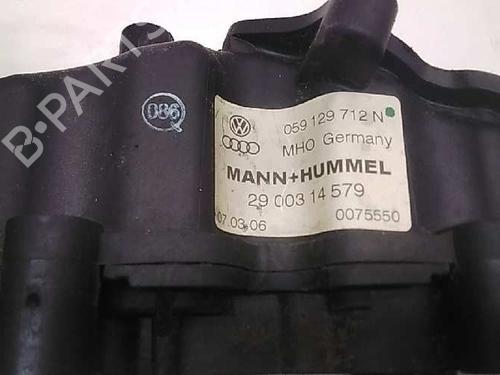 B-PARTS
086
059 129 712 N
MHO Germany
MANN+HUMMEL
29 003 14 579
07.03.06 0075550